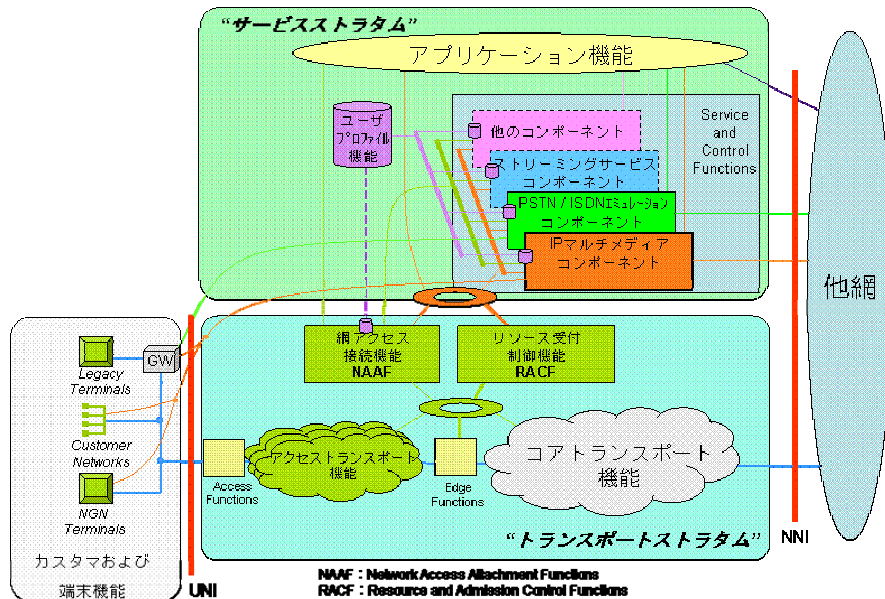 “サービスストラタム”
アプリケーション機能
ユーザ
プロファイル
機能
他のコンポーネント
ストリーミングサービス
コンポーネント
PSTN / ISDNエミュレーション
コンポーネント
IPマルチメディア
コンポーネント
Service
and
Control
Functions
他網
網アクセス
接続機能
NAAF
リソース受付
制御機能
RACF
GW
Legacy
Terminals
Customer
Networks
NGN
Terminals
カスタマおよび
端末機能
UNI
Access
Functions
アクセストランスポート
機能
Edge
Functions
コアトランスポート
機能
“トランスポートストラタム”
NNI
NAAF : Network Access Attachment Functions
RACF : Resource and Admission Control Functions